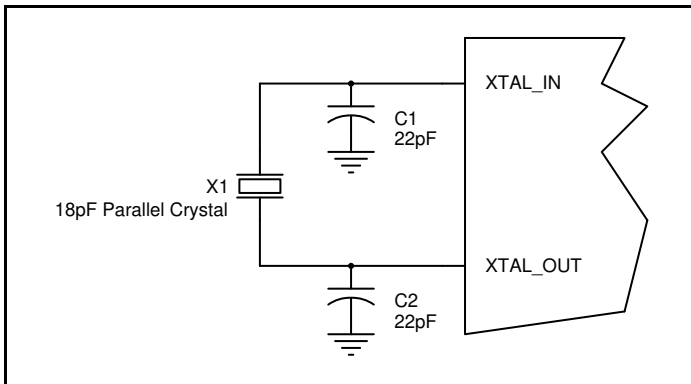 XTAL_IN
C1
22pF
X1
18pF Parallel Crystal
XTAL_OUT
C2
22pF